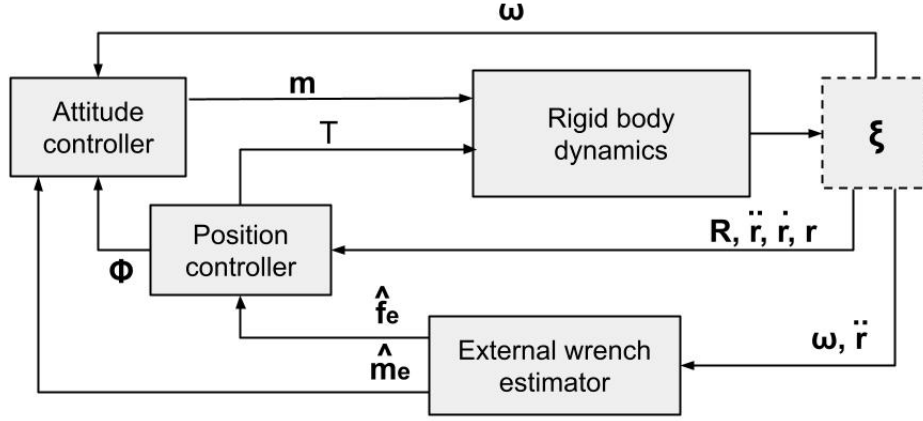 ω
Attitude
controller
m
T
Rigid body
dynamics
ξ
Position
controller
R, r̈, ṙ, r
Φ
f̂e
m̂e
External wrench
estimator
ω, r̈